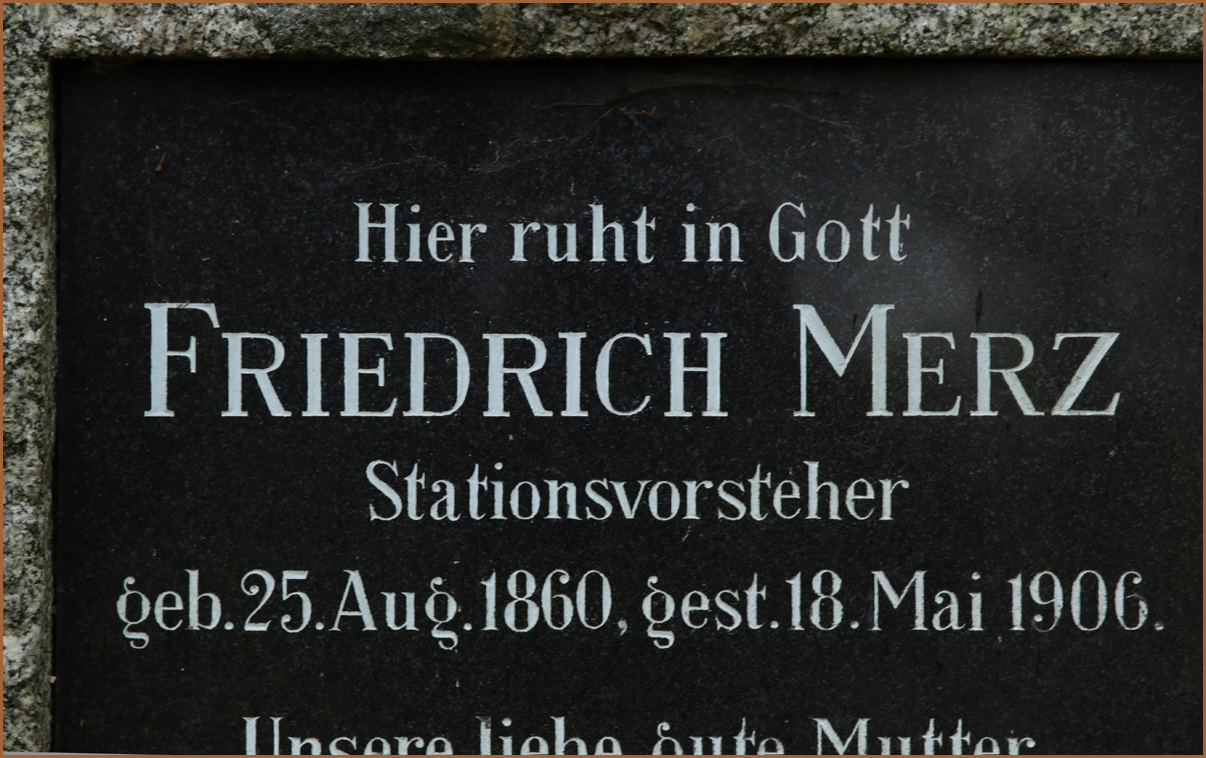 Hier ruht in Gott
FRIEDRICH MERZ
Stationsvorsteher
geb. 25. Aug. 1860, gest. 18. Mai 1906.
Unsere liebe gute Mutter